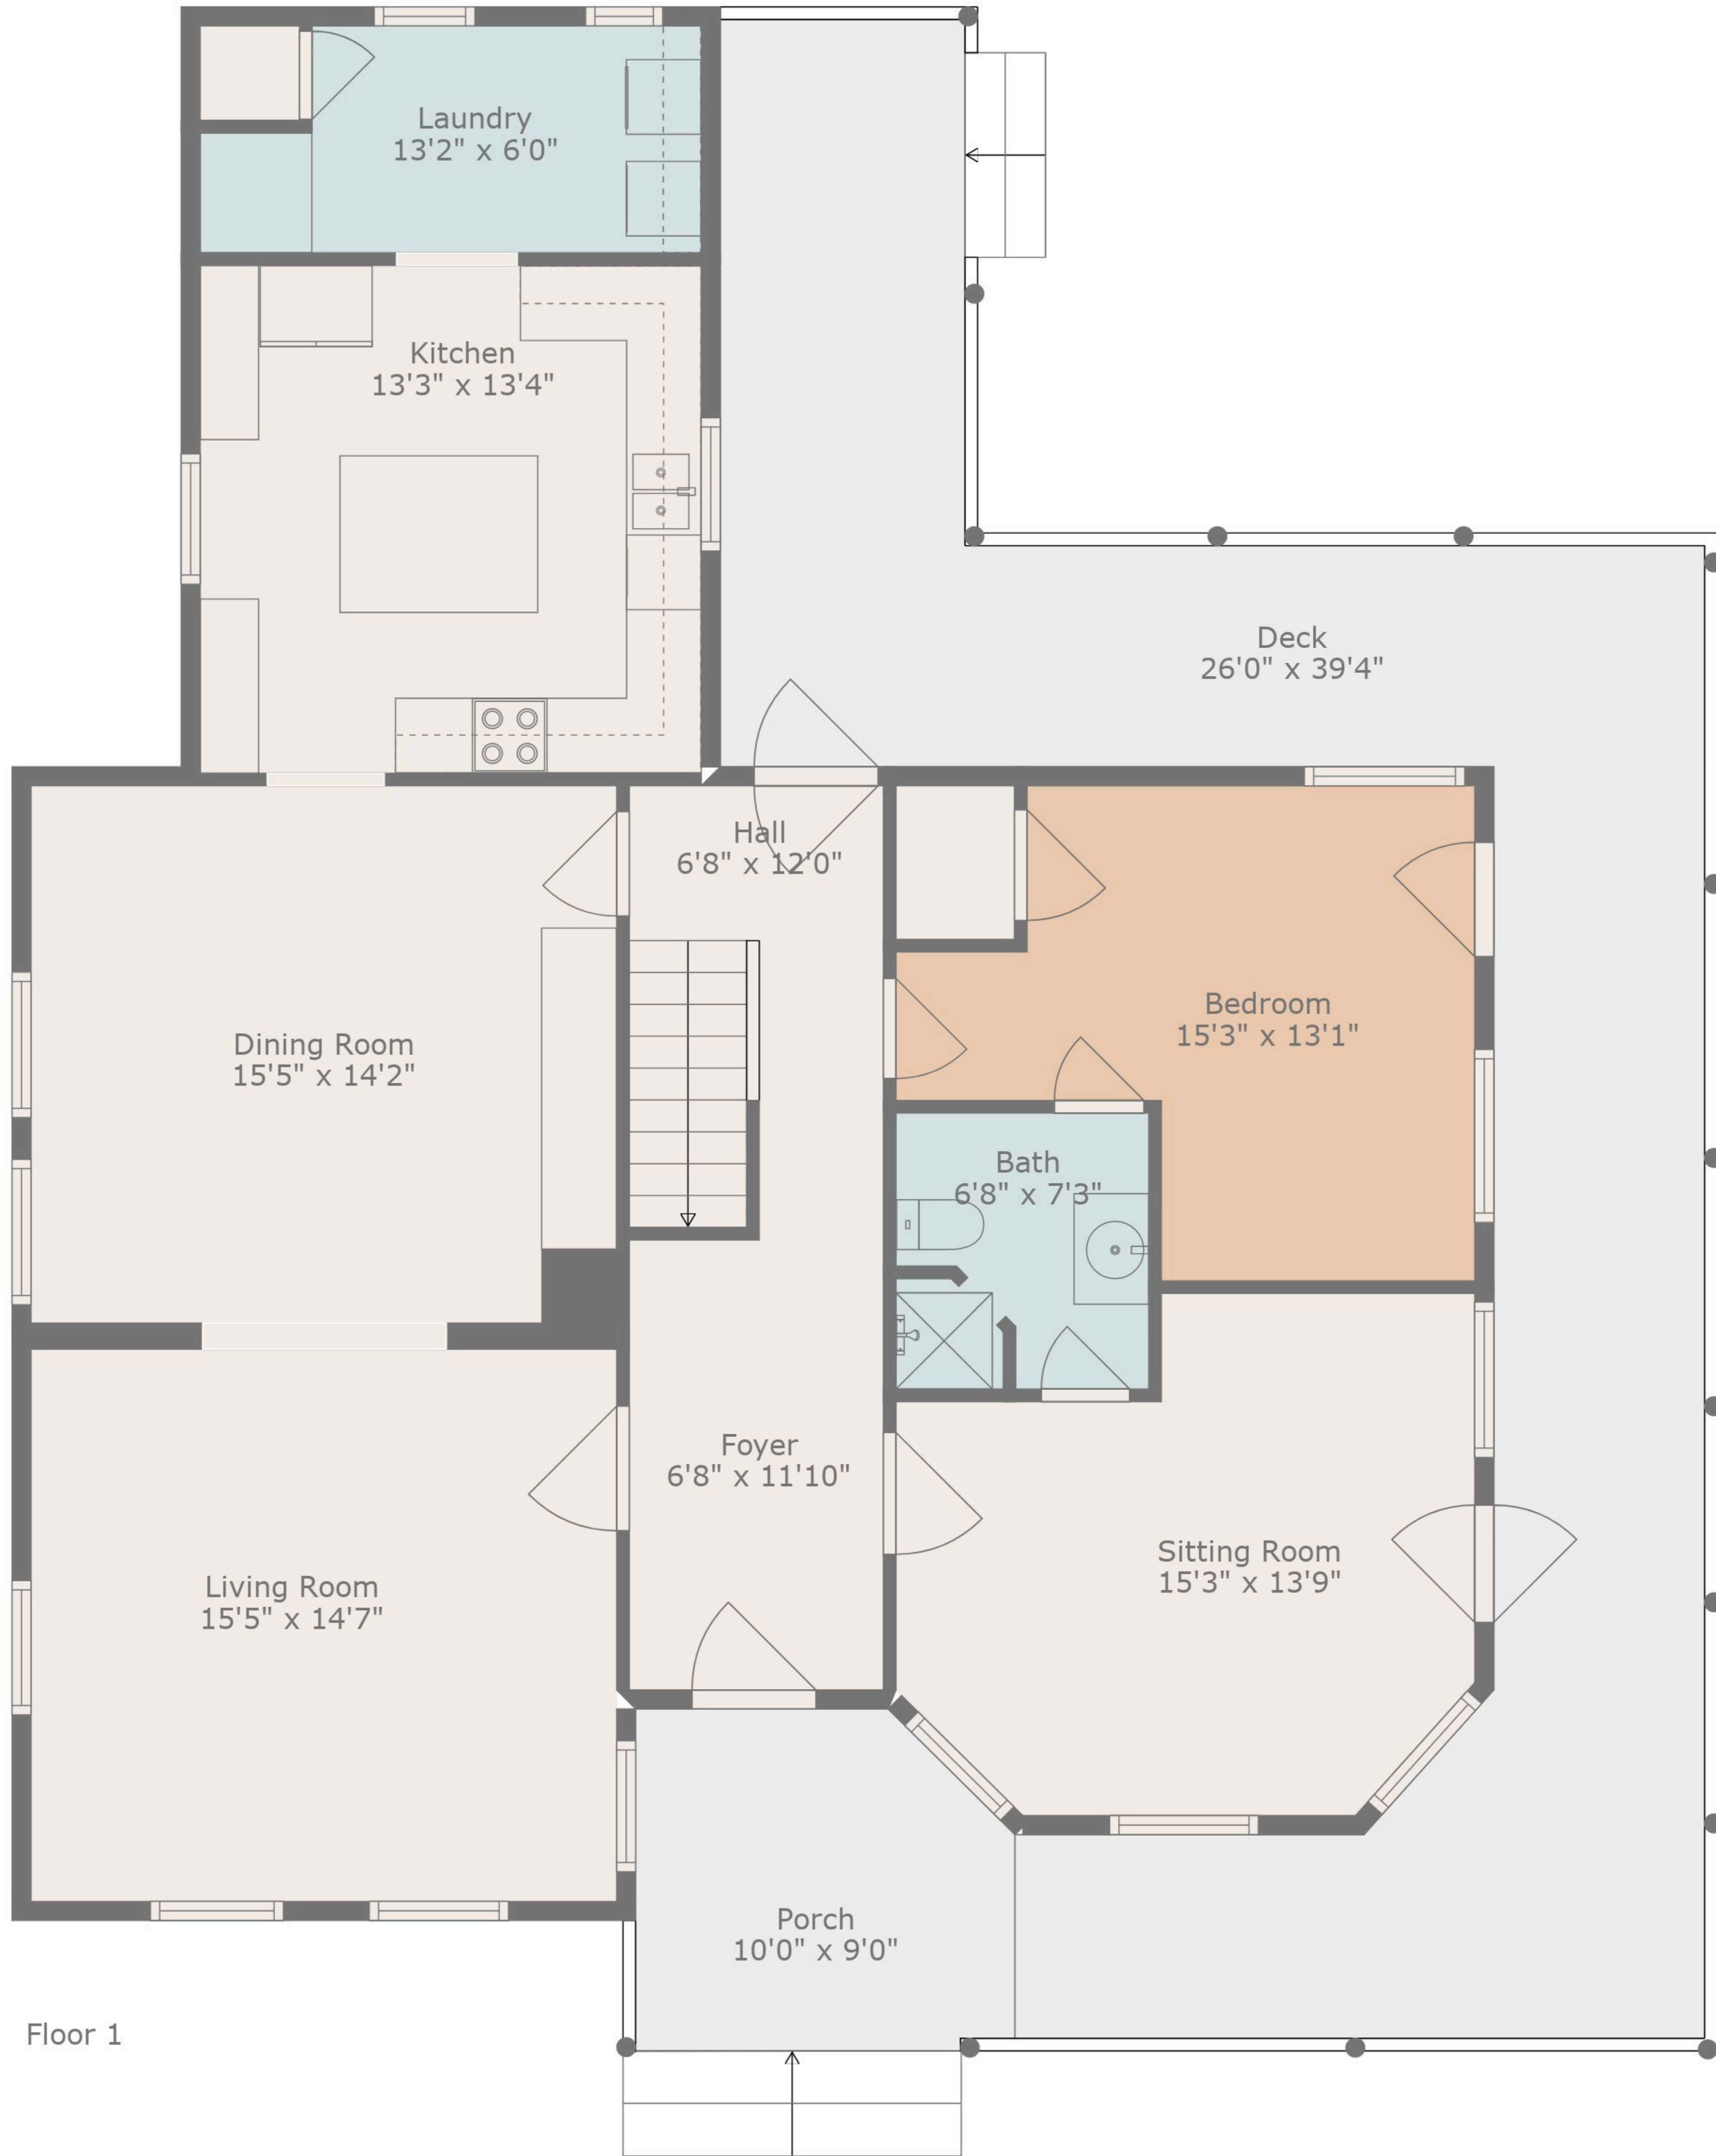 Laundry
13'2" x 6'0"
Kitchen
13'3" x 13'4"
Deck
26'0" x 39'4"
Hall
6'8" x 12'0"
Bedroom
15'3" x 13'1"
Dining Room
15'5" x 14'2"
Bath
6'8" x 7'3"
Foyer
6'8" x 11'10"
Sitting Room
15'3" x 13'9"
Living Room
15'5" x 14'7"
Porch
10'0" x 9'0"
Floor 1